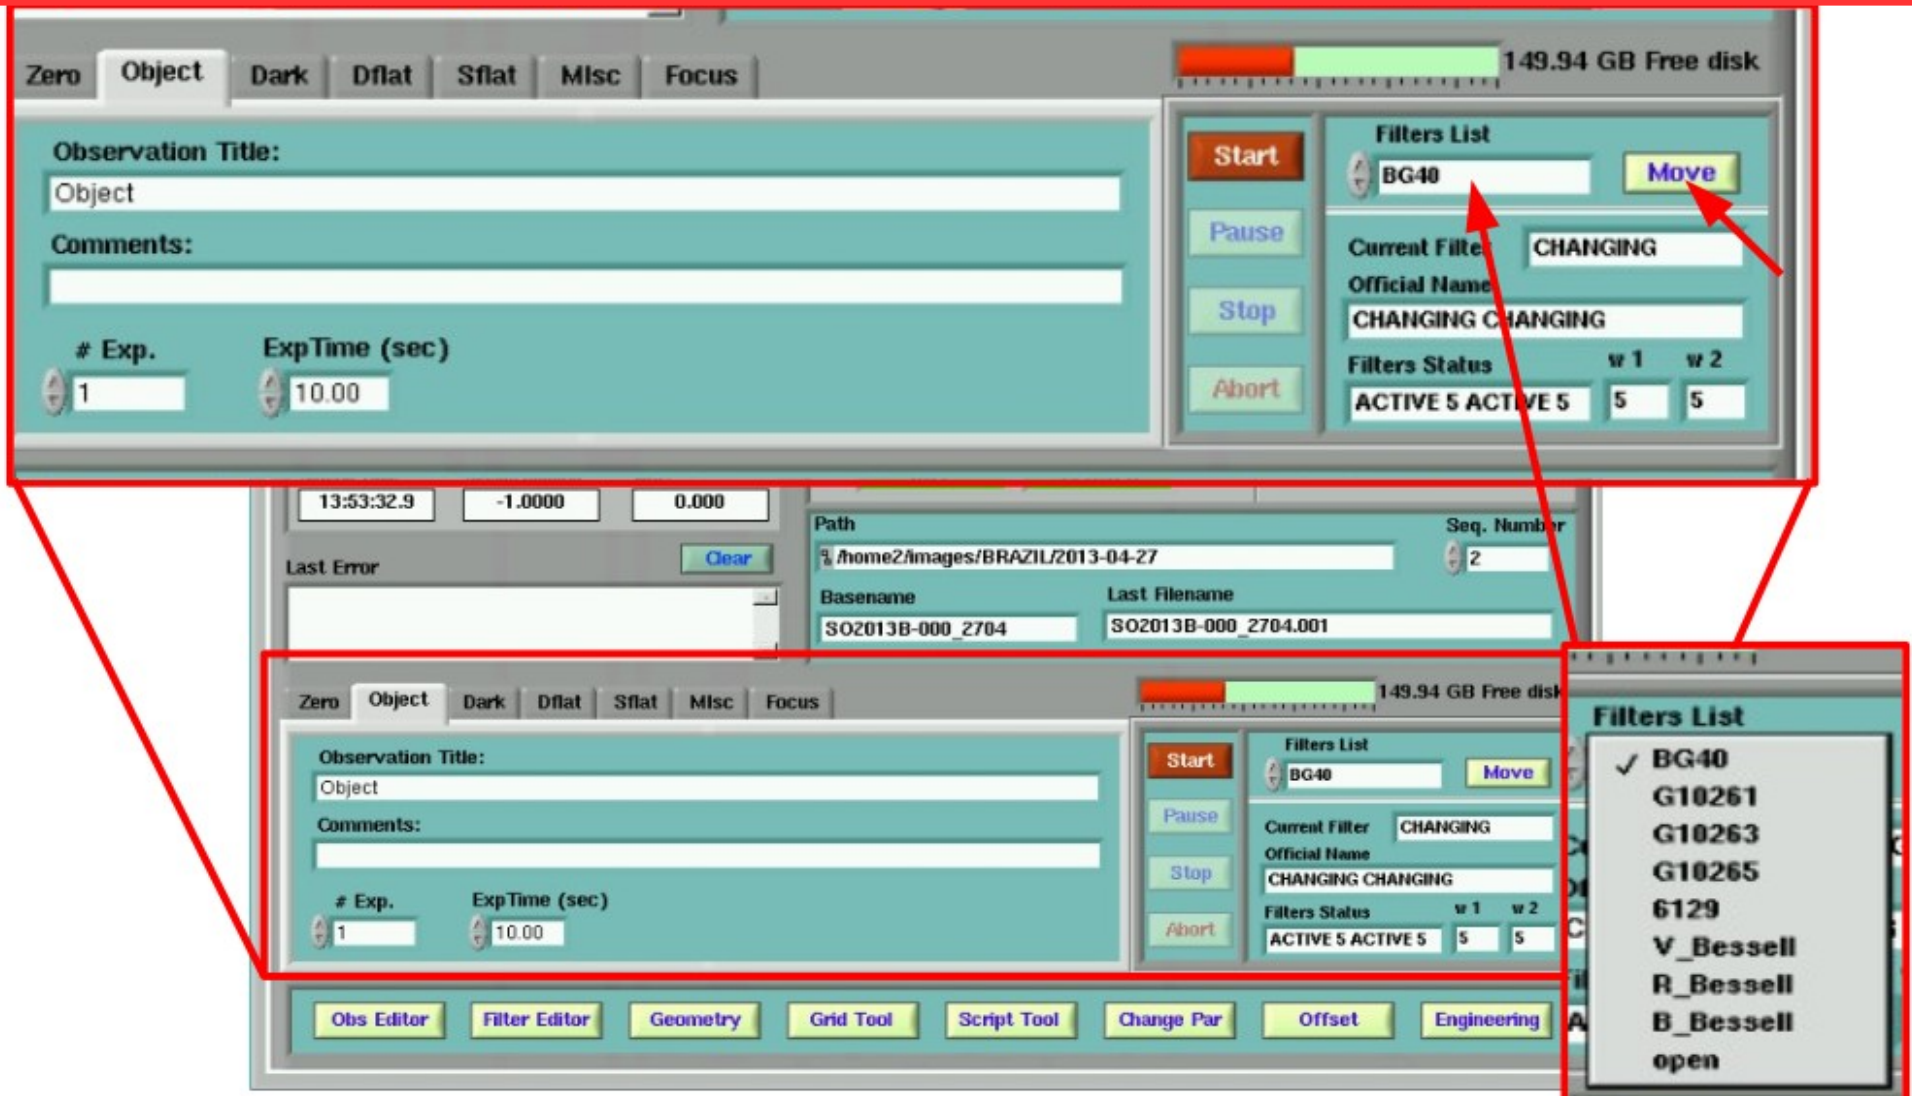 Zero Object Dark Dflat Sflat MIsc Focus
149.94 GB Free disk
Observation Title:
Object
Comments:
# Exp. ExpTime (sec)
1 10.00
Start
Pause
Stop
Abort
Filters List
BG40 Move
Current Filter CHANGING
Official Name
CHANGING CHANGING
Filters Status w 1 w 2
ACTIVE 5 ACTIVE 5 5 5
13:53:32.9 -1.0000 0.000
Last Error Clear
Path Seq. Number
/home2/images/BRAZIL/2013-04-27 2
Basename Last Filename
SO2013B-000_2704 SO2013B-000_2704.001
Zero Object Dark Dflat Sflat MIsc Focus
149.94 GB Free disk
Observation Title:
Object
Comments:
# Exp. ExpTime (sec)
1 10.00
Start
Pause
Stop
Abort
Filters List
BG40 Move
Current Filter CHANGING
Official Name
CHANGING CHANGING
Filters Status w 1 w 2
ACTIVE 5 ACTIVE 5 5 5
Filters List
✓ BG40
G10261
G10263
G10265
6129
V_Bessell
R_Bessell
B_Bessell
open
Obs Editor Filter Editor Geometry Grid Tool Script Tool Change Par Offset Engineering